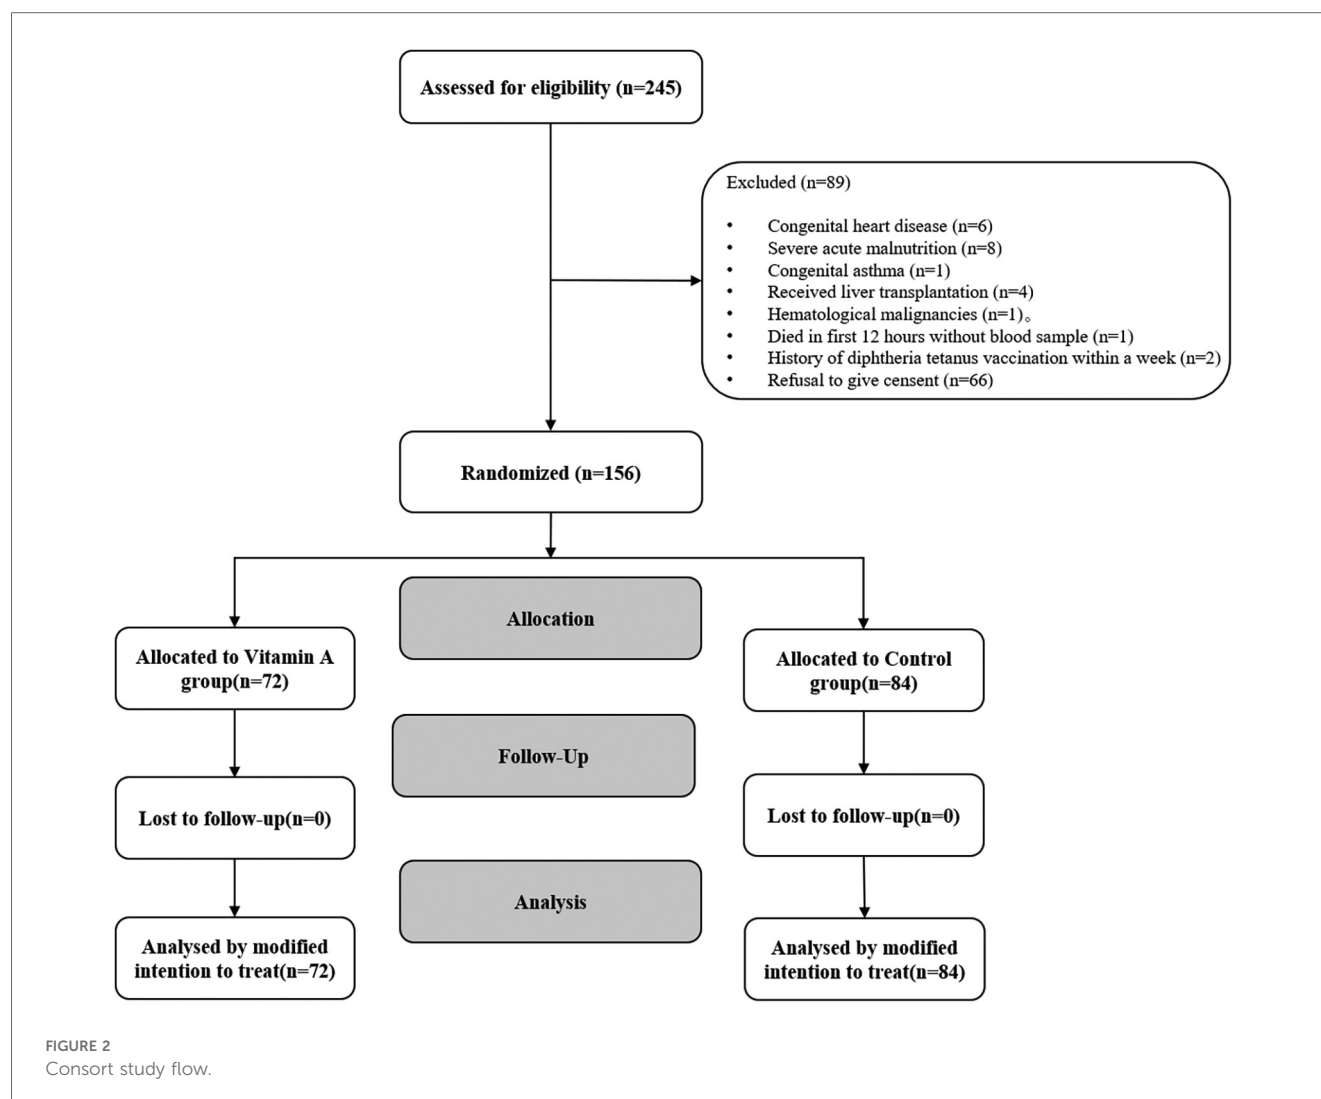 Assessed for eligibility (n=245)
Excluded (n=89)
• Congenital heart disease (n=6)
• Severe acute malnutrition (n=8)
• Congenital asthma (n=1)
• Received liver transplantation (n=4)
• Hematological malignancies (n=1)。
• Died in first 12 hours without blood sample (n=1)
• History of diphtheria tetanus vaccination within a week (n=2)
• Refusal to give censent (n=66)
Randomized (n=156)
Allocation
Allocated to Vitamin A
group(n=72)
Allocated to Control
group(n=84)
Follow-Up
Lost to follow-up(n=0)
Lost to follow-up(n=0)
Analysis
Analysed by modified
intention to treat(n=72)
Analysed by modified
intention to treat(n=84)
FIGURE 2
Consort study flow.